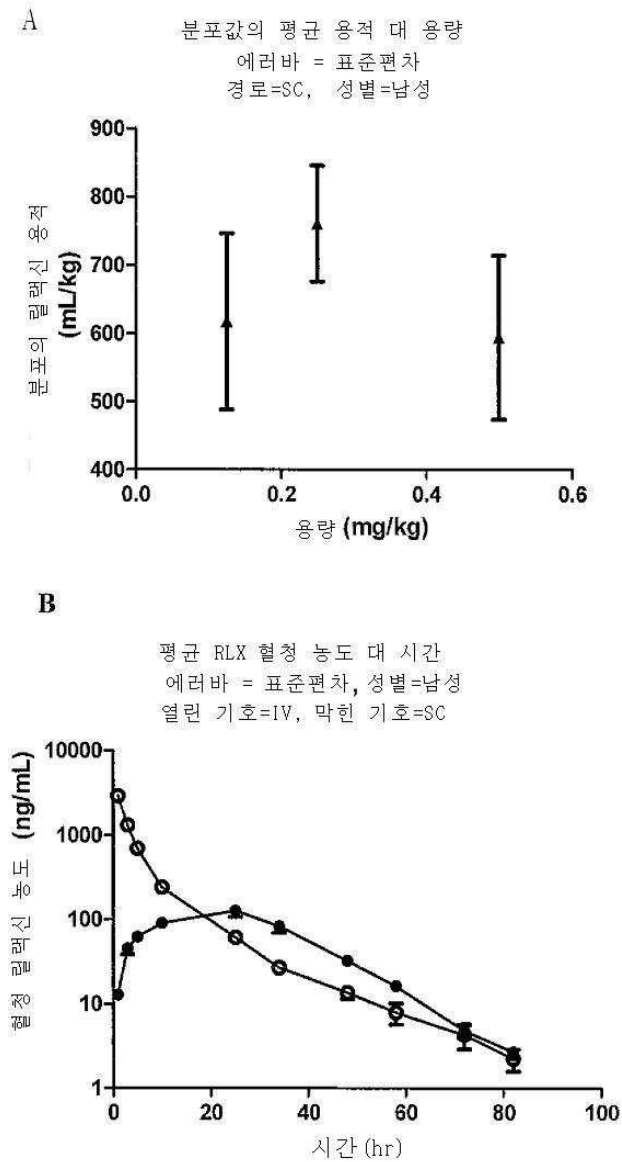 A
분포값의 평균 용적 대 용량
에러바 = 표준편차
경로=SC, 성별=남성
분포의 릴랙신 용적
(mL/kg)
900
800
700
600
500
400
0.0
0.2
0.4
0.6
용량 (mg/kg)
B
평균 RLX 혈청 농도 대 시간
에러바 = 표준편차, 성별=남성
열린 기호=IV, 막힌 기호=SC
혈청 릴랙신 농도 (ng/mL)
10000
1000
100
10
1
0
20
40
60
80
100
시간(hr)